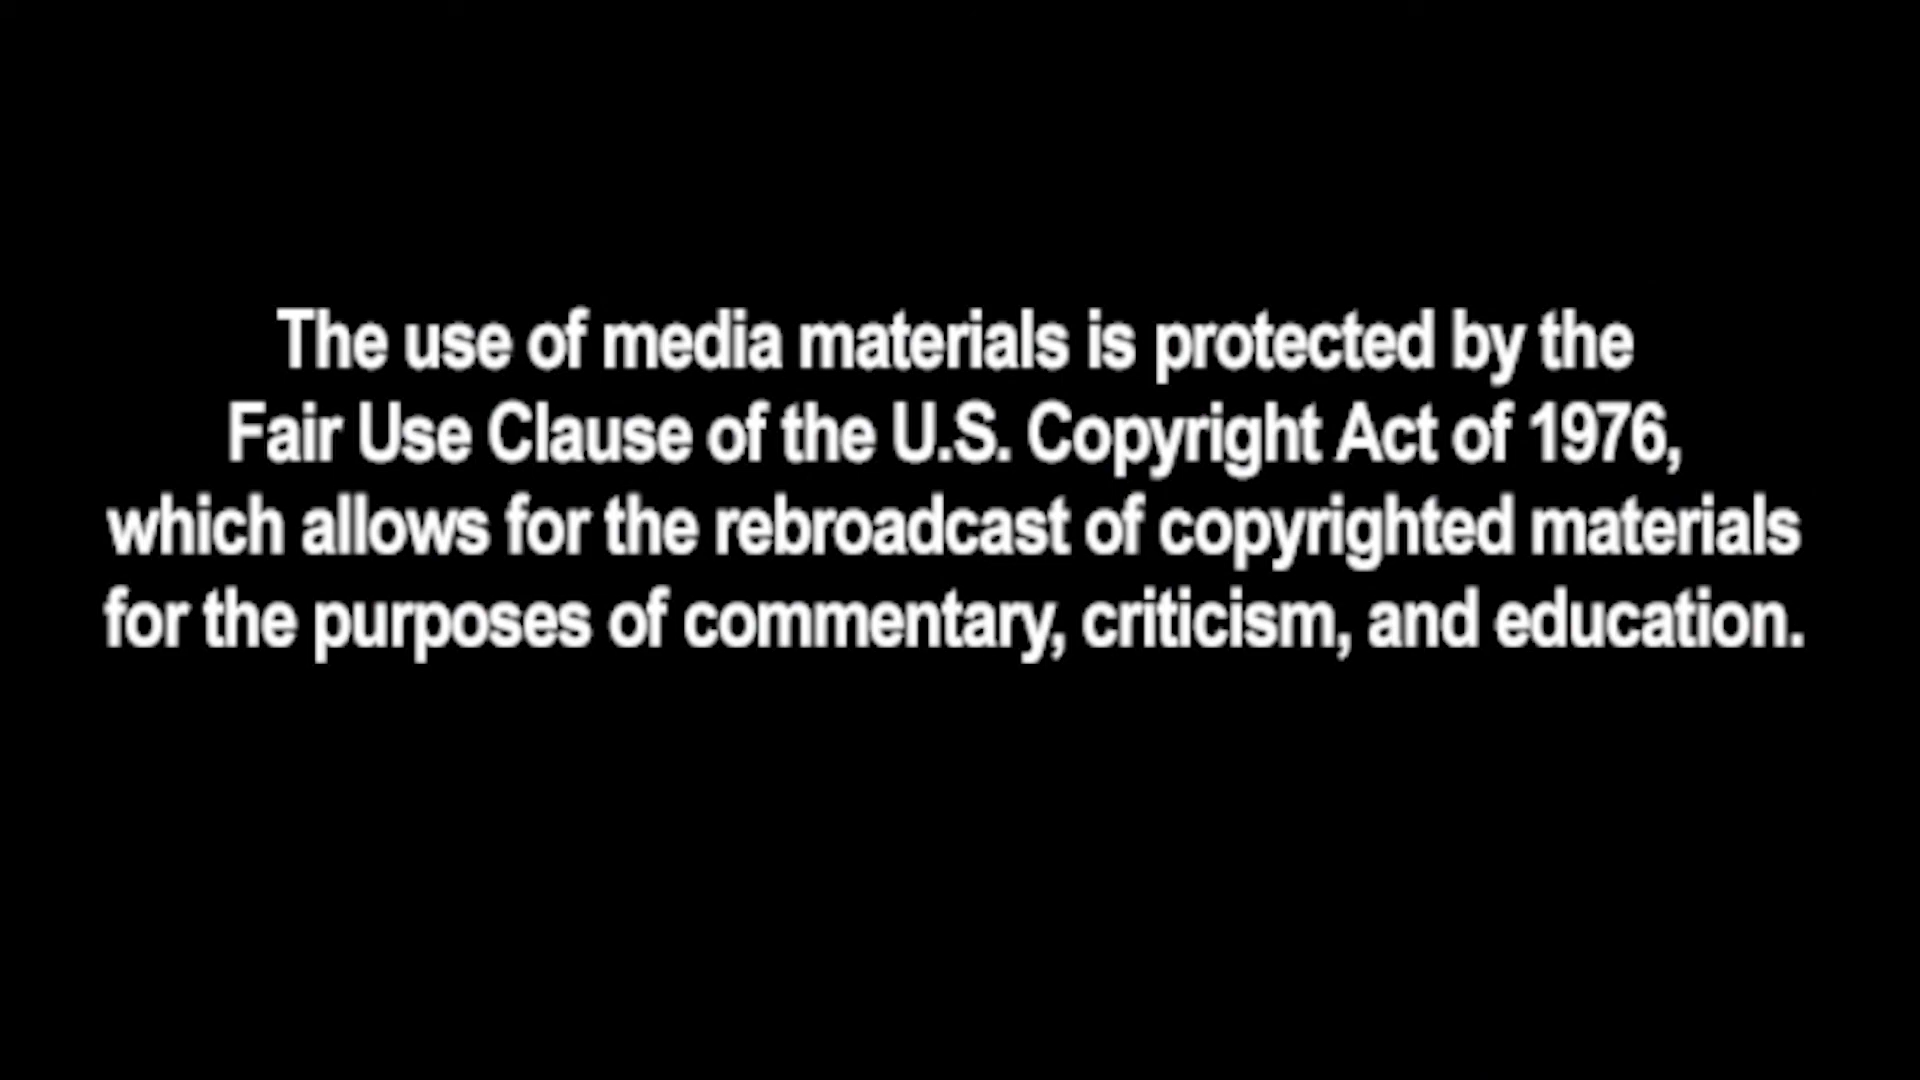 The use of media materials is protected by the
Fair Use Clause of the U.S. Copyright Act of 1976,
which allows for the rebroadcast of copyrighted materials
for the purposes of commentary, criticism, and education.